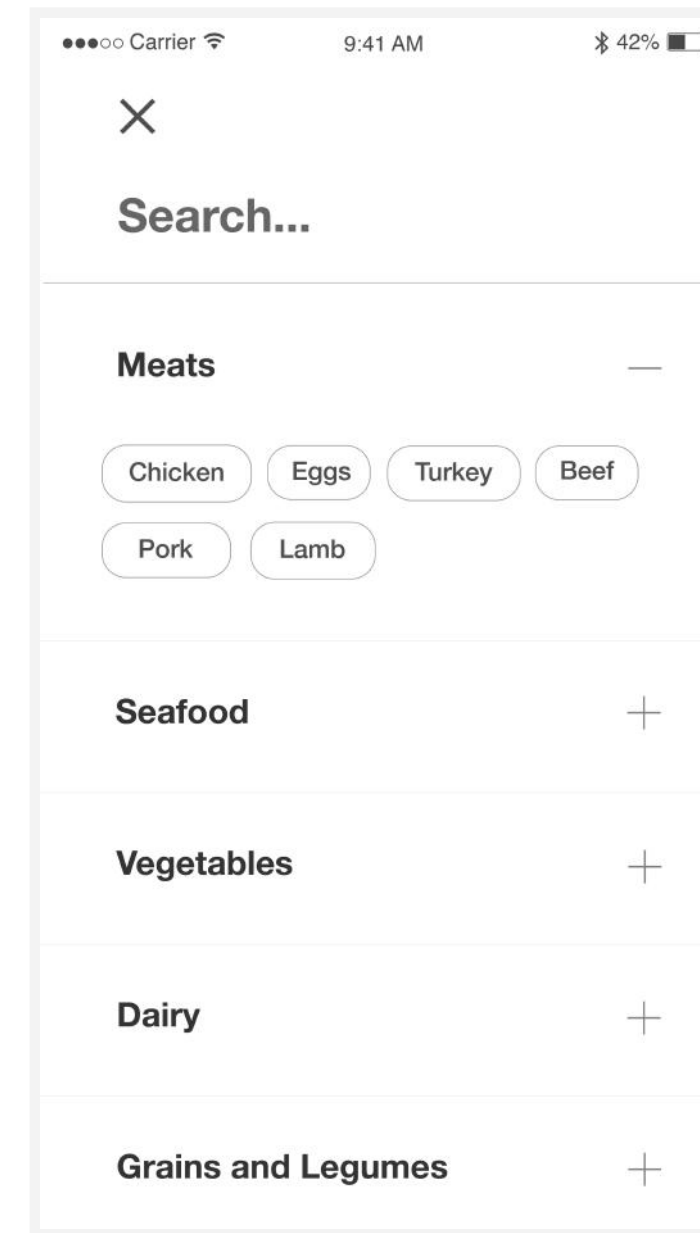 Carrier 9:41 AM 42%
Search...
Meats
Chicken Eggs Turkey Beef
Pork Lamb
Seafood
Vegetables
Dairy
Grains and Legumes